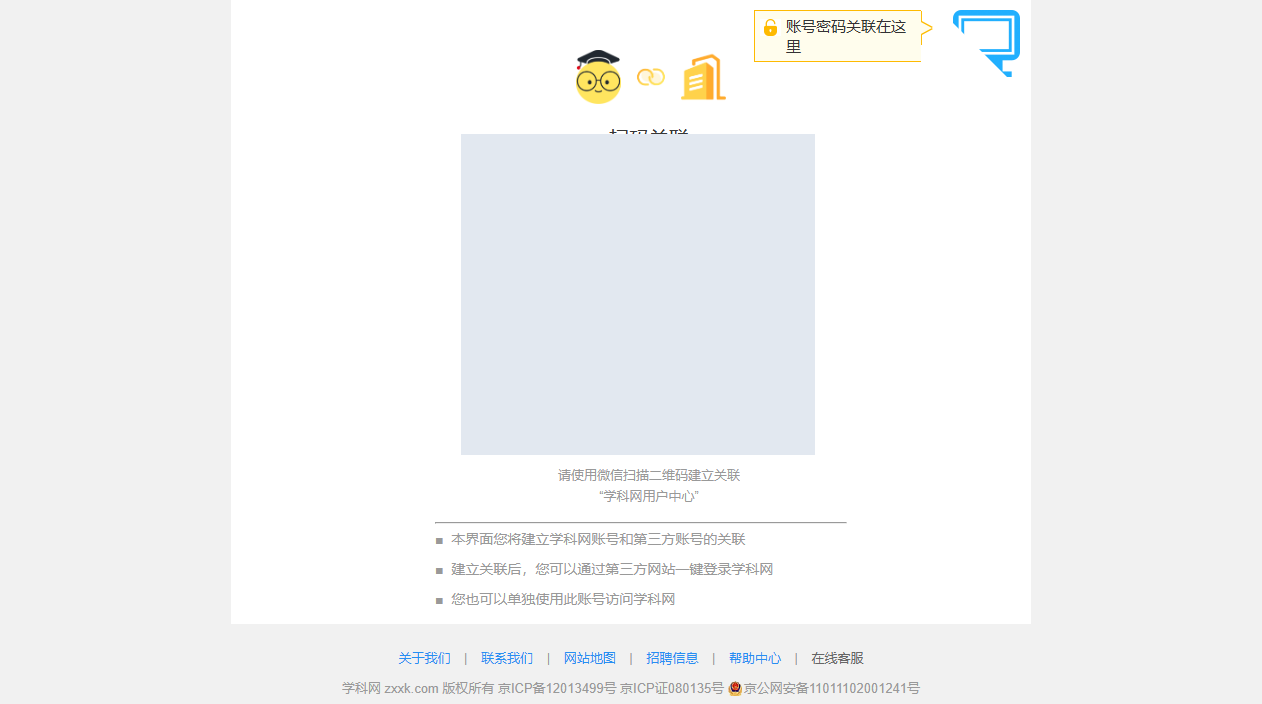 账号密码关联在这
里
扫码关联
请使用微信扫描二维码建立关联
“学科网用户中心”
■ 本界面您将建立学科网账号和第三方账号的关联
■ 建立关联后，您可以通过第三方网站一键登录学科网
■ 您也可以单独使用此账号访问学科网
关于我们 | 联系我们 | 网站地图 | 招聘信息 | 帮助中心 | 在线客服
学科网 zxxk.com 版权所有 京ICP备12013499号 京ICP证080135号 京公网安备11011102001241号